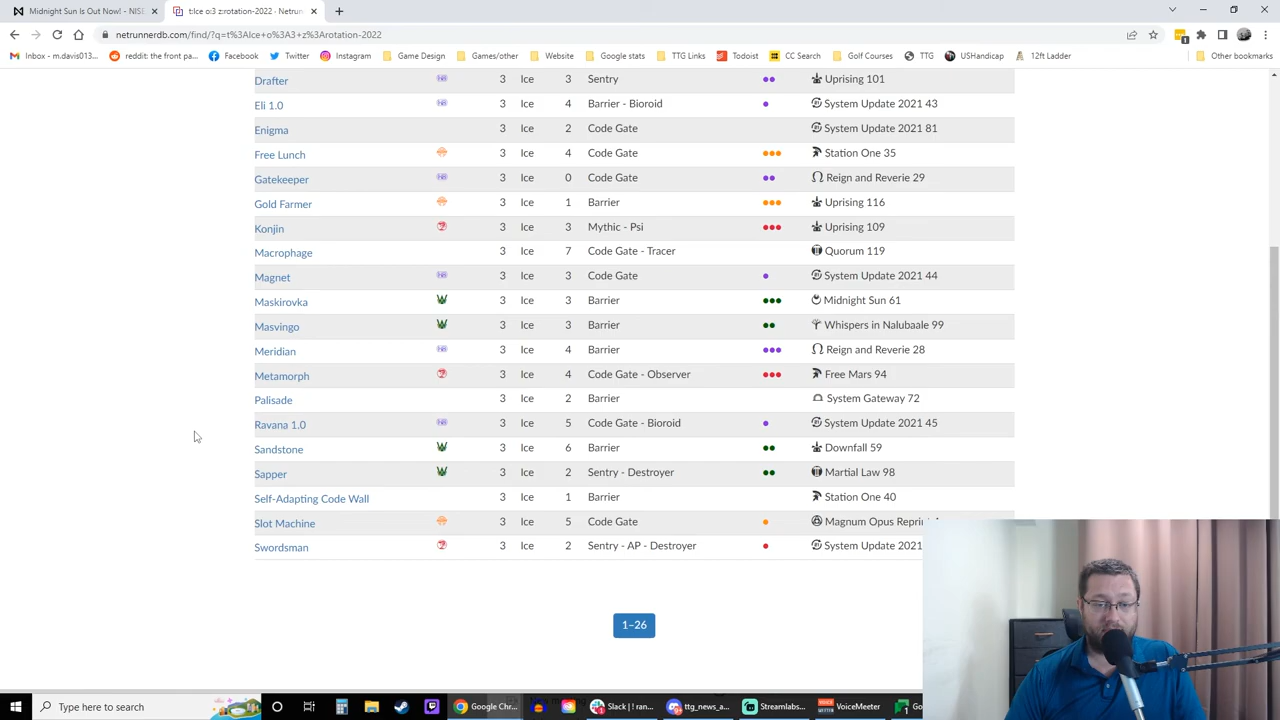 Midnight Sun Is Out Now! - NISE
t:Ice o:3 z:rotation-2022 - Netrun
netrunnerdb.com/find/?q=t%3AIce+o%3A3+z%3Arotation-2022
Inbox - m.davis013... reddit: the front pa... Facebook Twitter Instagram Game Design Games/other Website Google stats TTG Links Todoist CC Search Golf Courses TTG USHandicap 12ft Ladder Other bookmarks
Drafter 3 Ice 3 Sentry Uprising 101
Eli 1.0 3 Ice 4 Barrier - Bioroid System Update 2021 43
Enigma 3 Ice 2 Code Gate System Update 2021 81
Free Lunch 3 Ice 4 Code Gate Station One 35
Gatekeeper 3 Ice 0 Code Gate Reign and Reverie 29
Gold Farmer 3 Ice 1 Barrier Uprising 116
Konjin 3 Ice 3 Mythic - Psi Uprising 109
Macrophage 3 Ice 7 Code Gate - Tracer Quorum 119
Magnet 3 Ice 3 Code Gate System Update 2021 44
Maskirovka 3 Ice 3 Barrier Midnight Sun 61
Masvingo 3 Ice 3 Barrier Whispers in Nalubaale 99
Meridian 3 Ice 4 Barrier Reign and Reverie 28
Metamorph 3 Ice 4 Code Gate - Observer Free Mars 94
Palisade 3 Ice 2 Barrier System Gateway 72
Ravana 1.0 3 Ice 5 Code Gate - Bioroid System Update 2021 45
Sandstone 3 Ice 6 Barrier Downfall 59
Sapper 3 Ice 2 Sentry - Destroyer Martial Law 98
Self-Adapting Code Wall 3 Ice 1 Barrier Station One 40
Slot Machine 3 Ice 5 Code Gate Magnum Opus Repri
Swordsman 3 Ice 2 Sentry - AP - Destroyer System Update 2021
1–26
Type here to search Google Chr... Slack | ! ran... ttg_news_a... Streamlabs... VoiceMeeter Go